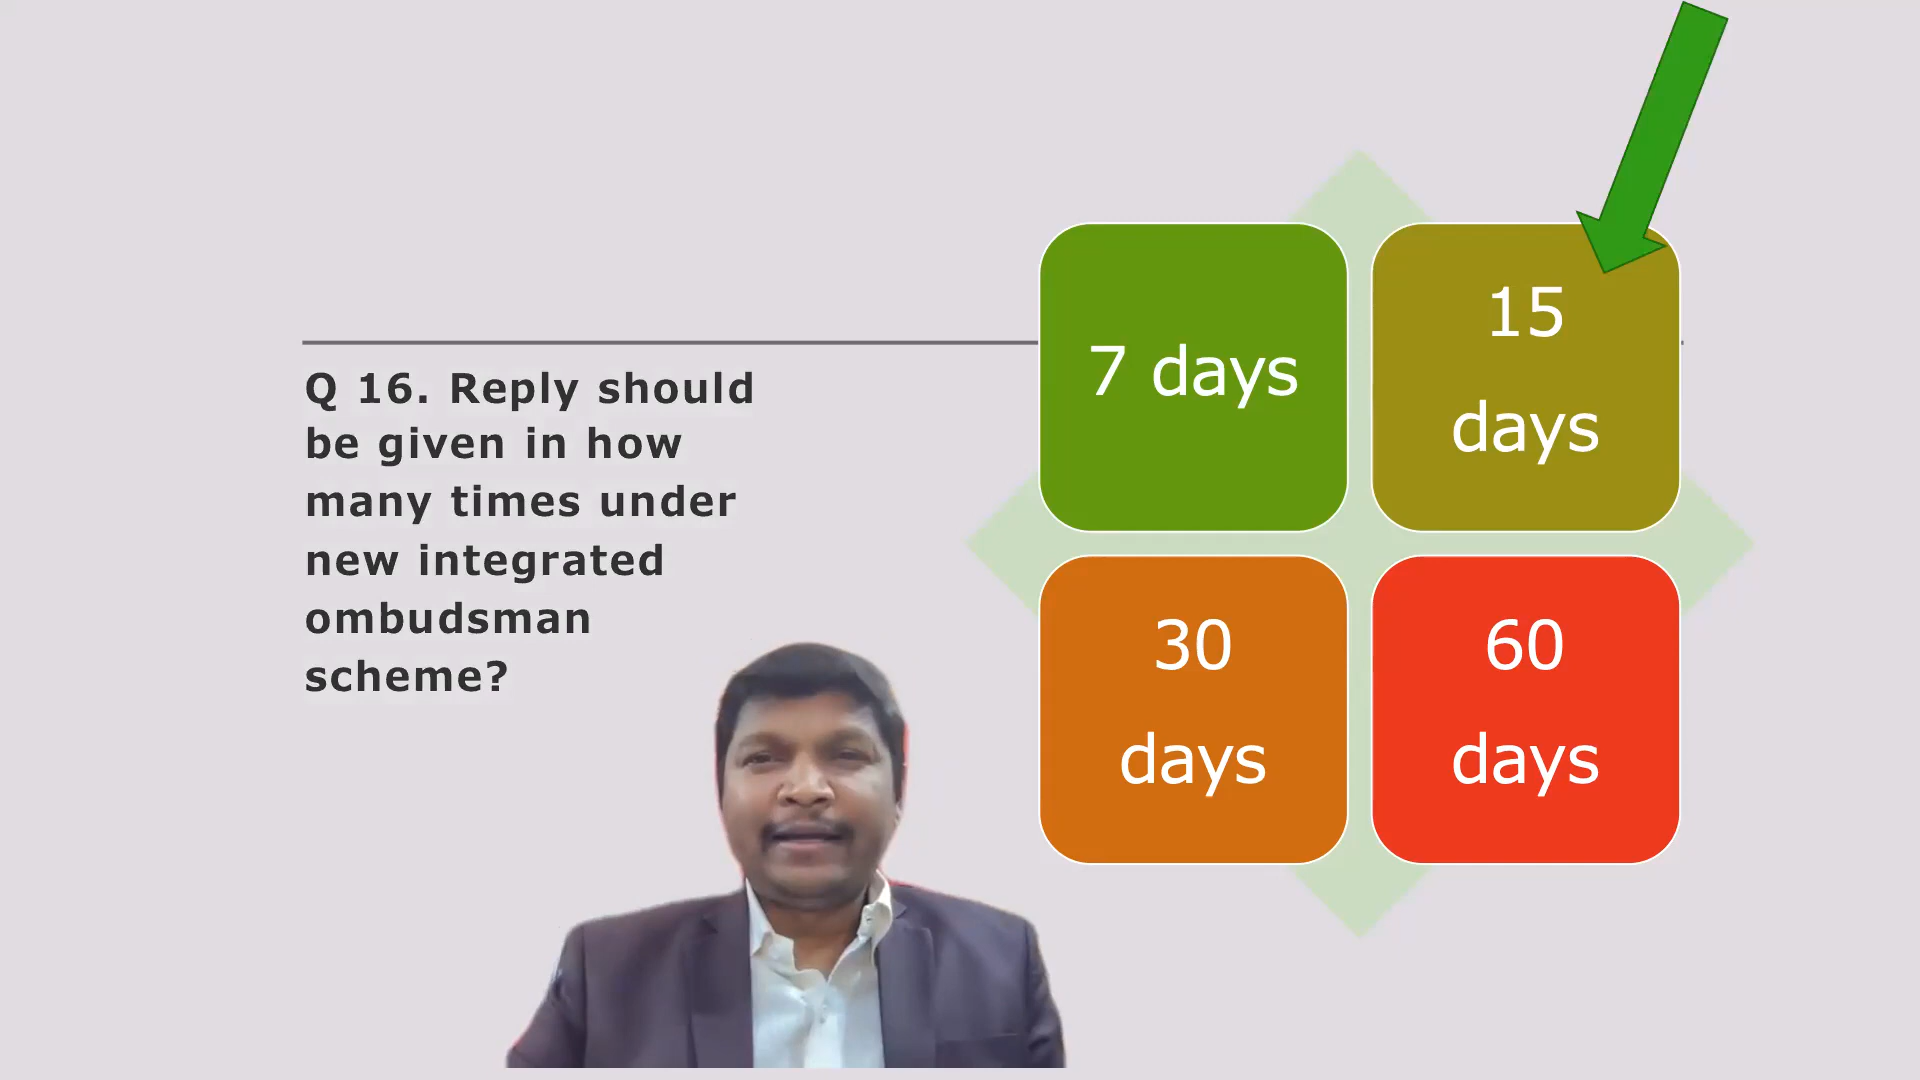 Q 16. Reply should
be given in how
many times under
new integrated
ombudsman
scheme?
7 days
15
days
30
days
60
days